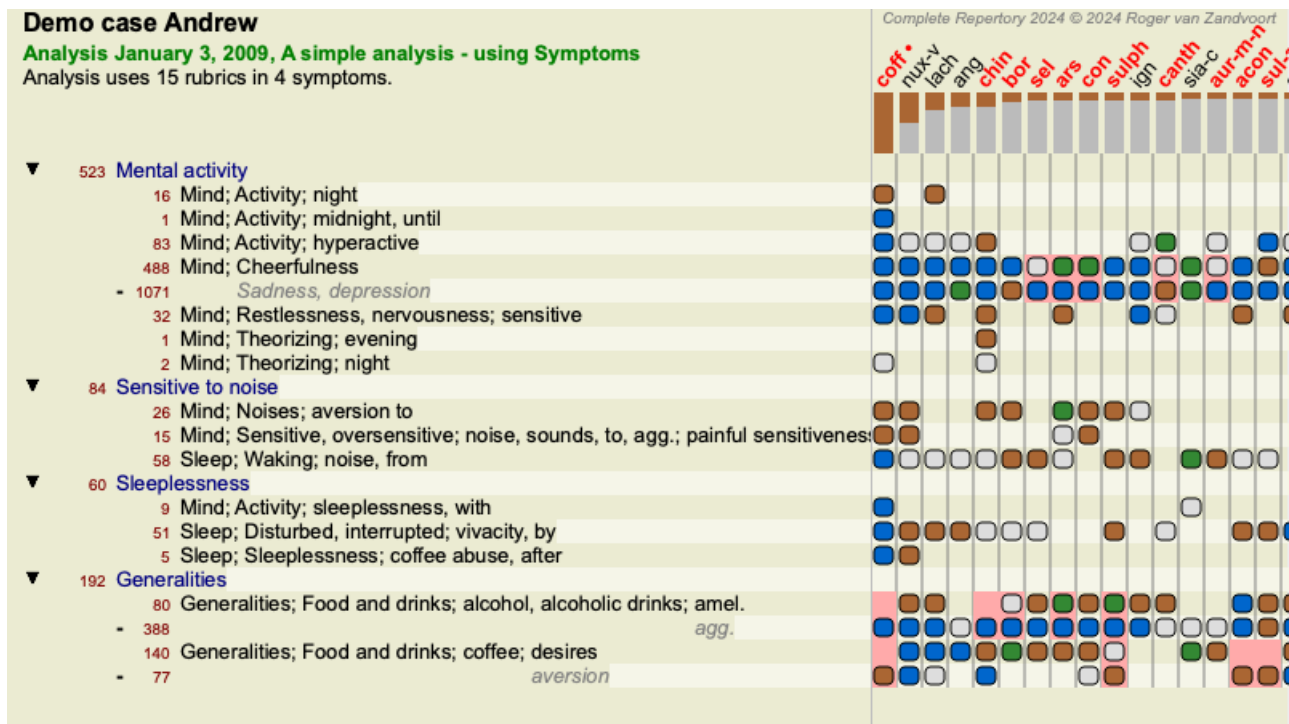 Demo case Andrew
Complete Repertory 2024 © 2024 Roger van Zandvoort
Analysis January 3, 2009, A simple analysis - using Symptoms
Analysis uses 15 rubrics in 4 symptoms.
coff • nux-v lach ang chin bor sel ars con sulph ign canth sia-c aur-m-n acon
▼ 523 Mental activity
16 Mind; Activity; night
1 Mind; Activity; midnight, until
83 Mind; Activity; hyperactive
488 Mind; Cheerfulness
- 1071 Sadness, depression
32 Mind; Restlessness, nervousness; sensitive
1 Mind; Theorizing; evening
2 Mind; Theorizing; night
▼ 84 Sensitive to noise
26 Mind; Noises; aversion to
15 Mind; Sensitive, oversensitive; noise, sounds, to, agg.; painful sensitiveness
58 Sleep; Waking; noise, from
▼ 60 Sleeplessness
9 Mind; Activity; sleeplessness, with
51 Sleep; Disturbed, interrupted; vivacity, by
5 Sleep; Sleeplessness; coffee abuse, after
▼ 192 Generalities
80 Generalities; Food and drinks; alcohol, alcoholic drinks; amel.
- 388 agg.
140 Generalities; Food and drinks; coffee; desires
- 77 aversion